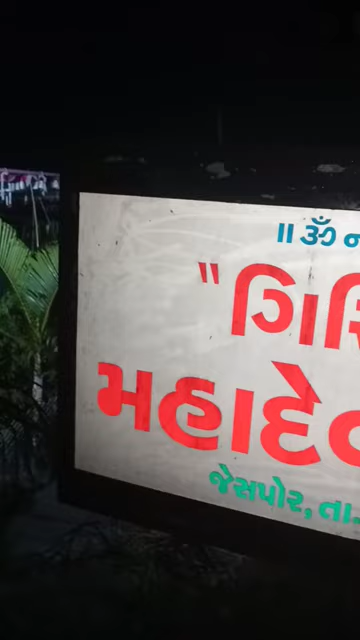 ॥ ૐ ન
"ગિરિ
મહાદેવ
જેસપોર, તા.